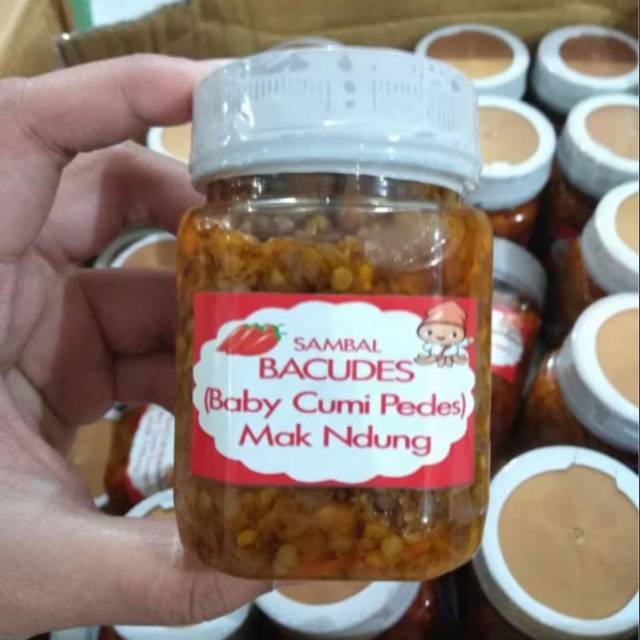 SAMBAL
BACUDES
(Baby Cumi Pedes)
Mak Ndung